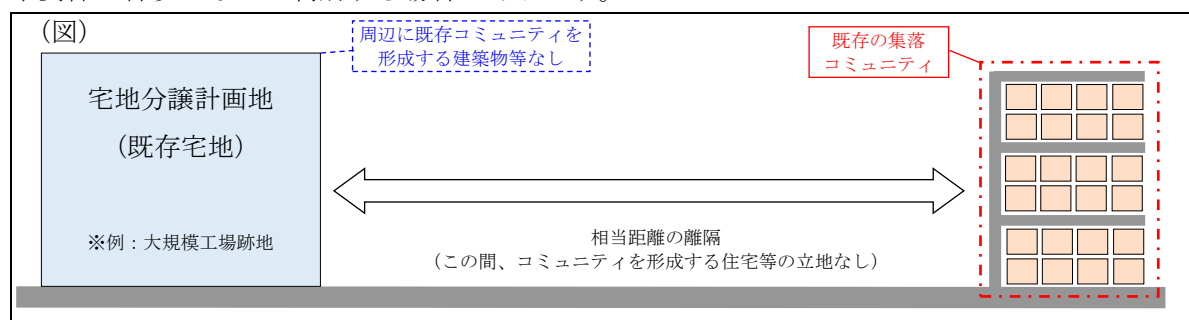 (図)
周辺に既存コミュニティを
形成する建築物等なし
既存の集落
コミュニティ
宅地分譲計画地
(既存宅地)
※例：大規模工場跡地
相当距離の離隔
(この間、コミュニティを形成する住宅等の立地なし)